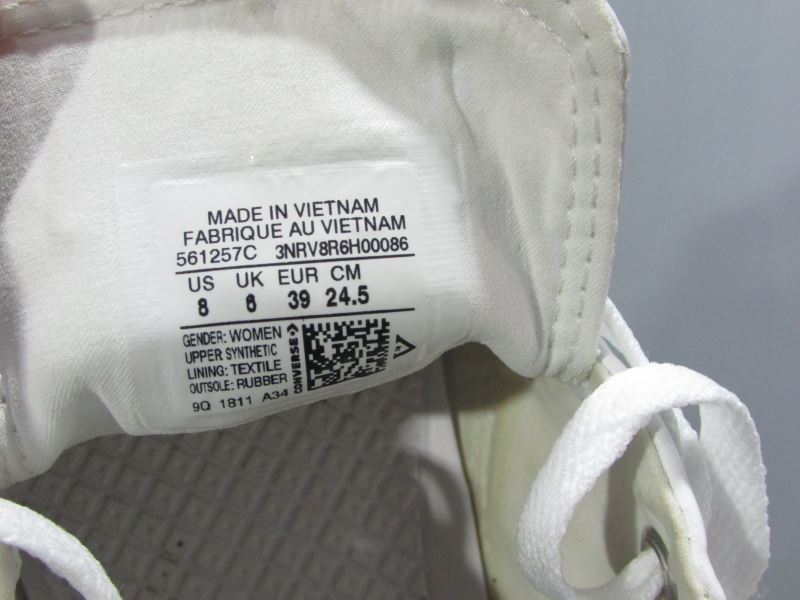 MADE IN VIETNAM
FABRIQUE AU VIETNAM
561257C 3NRV8R6H00086
US UK EUR CM
8 6 39 24.5
GENDER: WOMEN
UPPER: SYNTHETIC
LINING: TEXTILE
OUTSOLE: RUBBER
9Q 1811 A34
CONVERSE